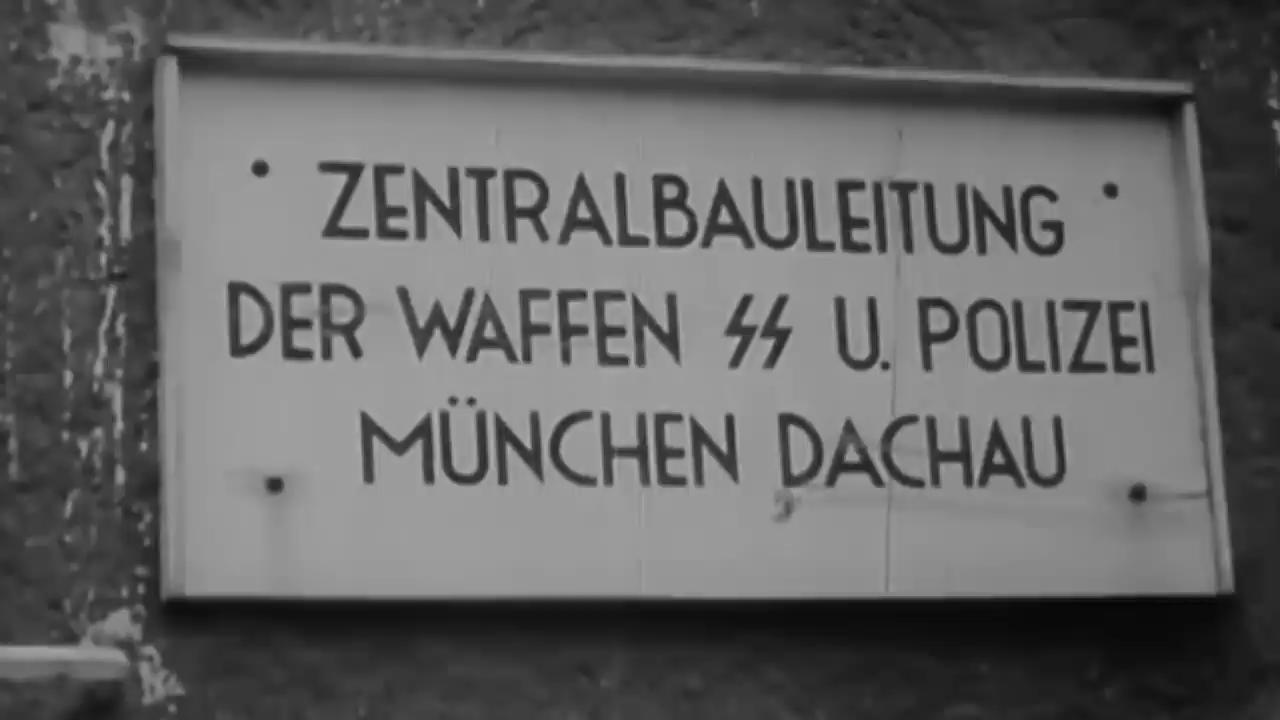 ZENTRALBAULEITUNG
DER WAFFEN ᛋᛋ U. POLIZEI
MÜNCHEN DACHAU